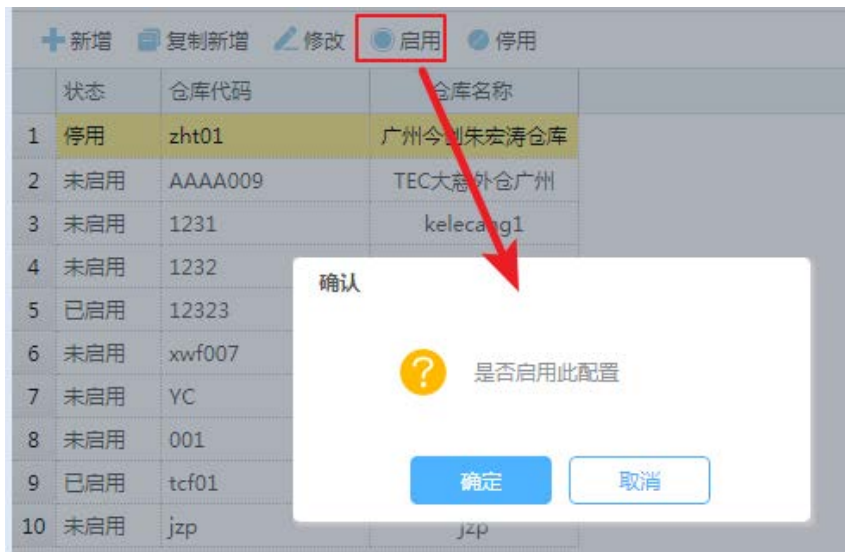 新增 复制新增 修改 启用 停用
状态 仓库代码 仓库名称
1 停用 zht01 广州今创朱宏涛仓库
2 未启用 AAAA009 TEC大慈外仓广州
3 未启用 1231 kelecang1
4 未启用 1232
5 已启用 12323
6 未启用 xwf007
7 未启用 YC
8 未启用 001
9 已启用 tcf01
10 未启用 jzp jzp
确认
是否启用此配置
确定 取消